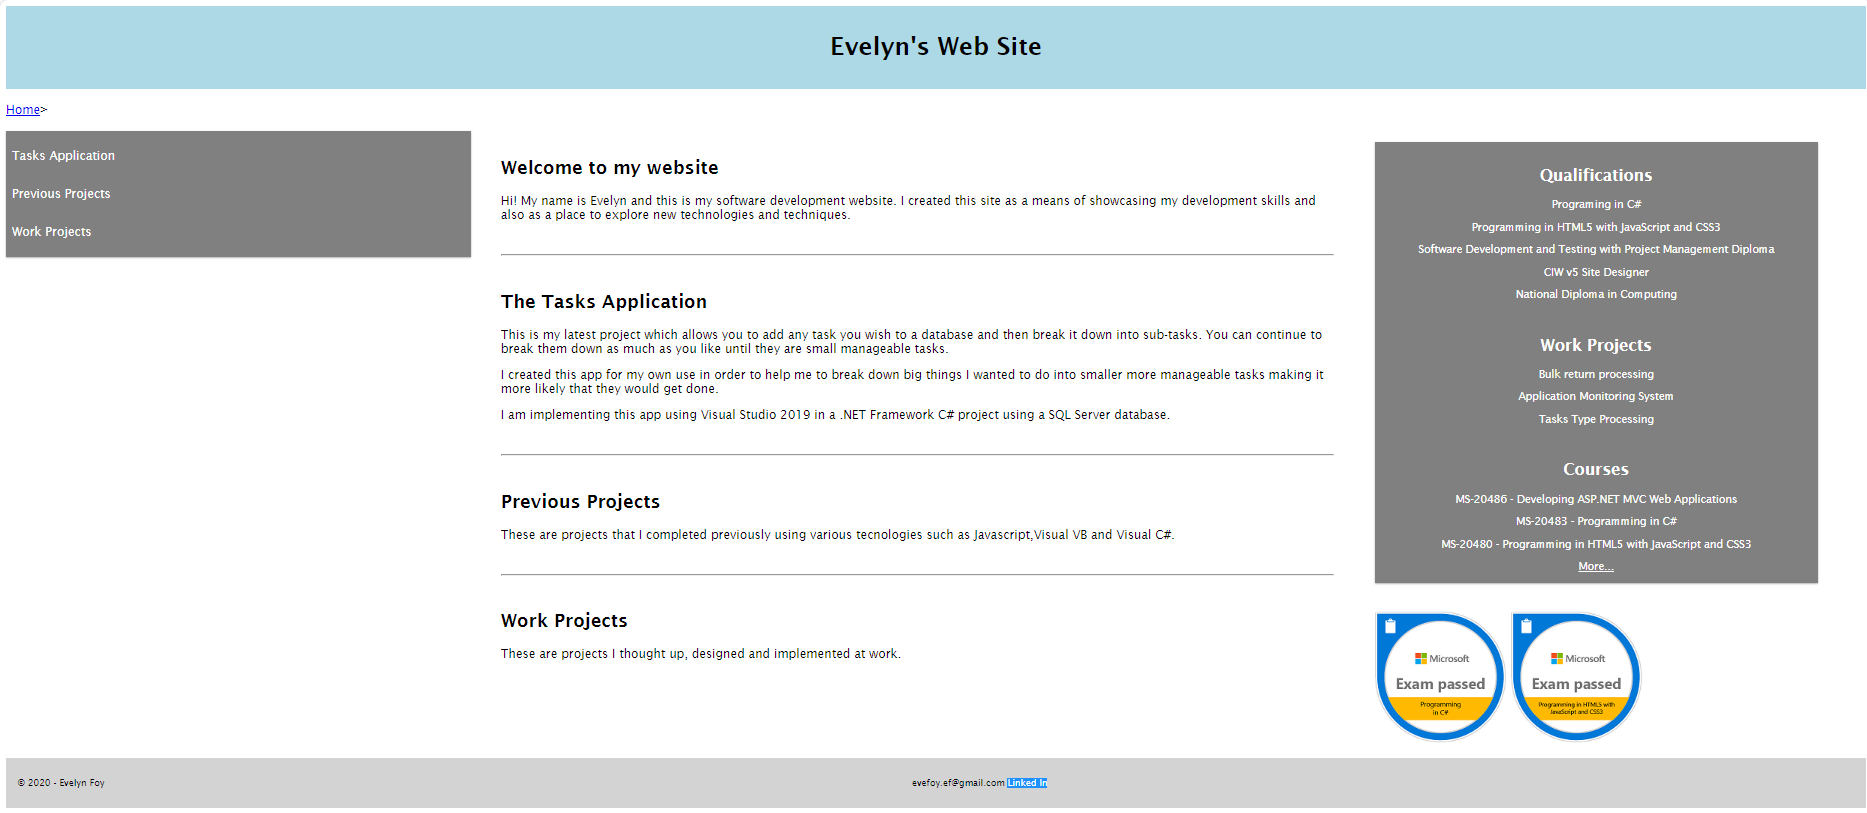 Evelyn's Web Site
Home>
Tasks Application
Previous Projects
Work Projects
Welcome to my website
Hi! My name is Evelyn and this is my software development website. I created this site as a means of showcasing my development skills and
also as a place to explore new technologies and techniques.
The Tasks Application
This is my latest project which allows you to add any task you wish to a database and then break it down into sub-tasks. You can continue to
break them down as much as you like until they are small manageable tasks.
I created this app for my own use in order to help me to break down big things I wanted to do into smaller more manageable tasks making it
more likely that they would get done.
I am implementing this app using Visual Studio 2019 in a .NET Framework C# project using a SQL Server database.
Previous Projects
These are projects that I completed previously using various tecnologies such as Javascript,Visual VB and Visual C#.
Work Projects
These are projects I thought up, designed and implemented at work.
Qualifications
Programing in C#
Programming in HTML5 with JavaScript and CSS3
Software Development and Testing with Project Management Diploma
CIW v5 Site Designer
National Diploma in Computing
Work Projects
Bulk return processing
Application Monitoring System
Tasks Type Processing
Courses
MS-20486 - Developing ASP.NET MVC Web Applications
MS-20483 - Programming in C#
MS-20480 - Programming in HTML5 with JavaScript and CSS3
More...
Microsoft
Exam passed
Programming
in C#
Microsoft
Exam passed
Programming in HTML5 with
JavaScript and CSS3
© 2020 - Evelyn Foy
evefoy.ef@gmail.com Linked In